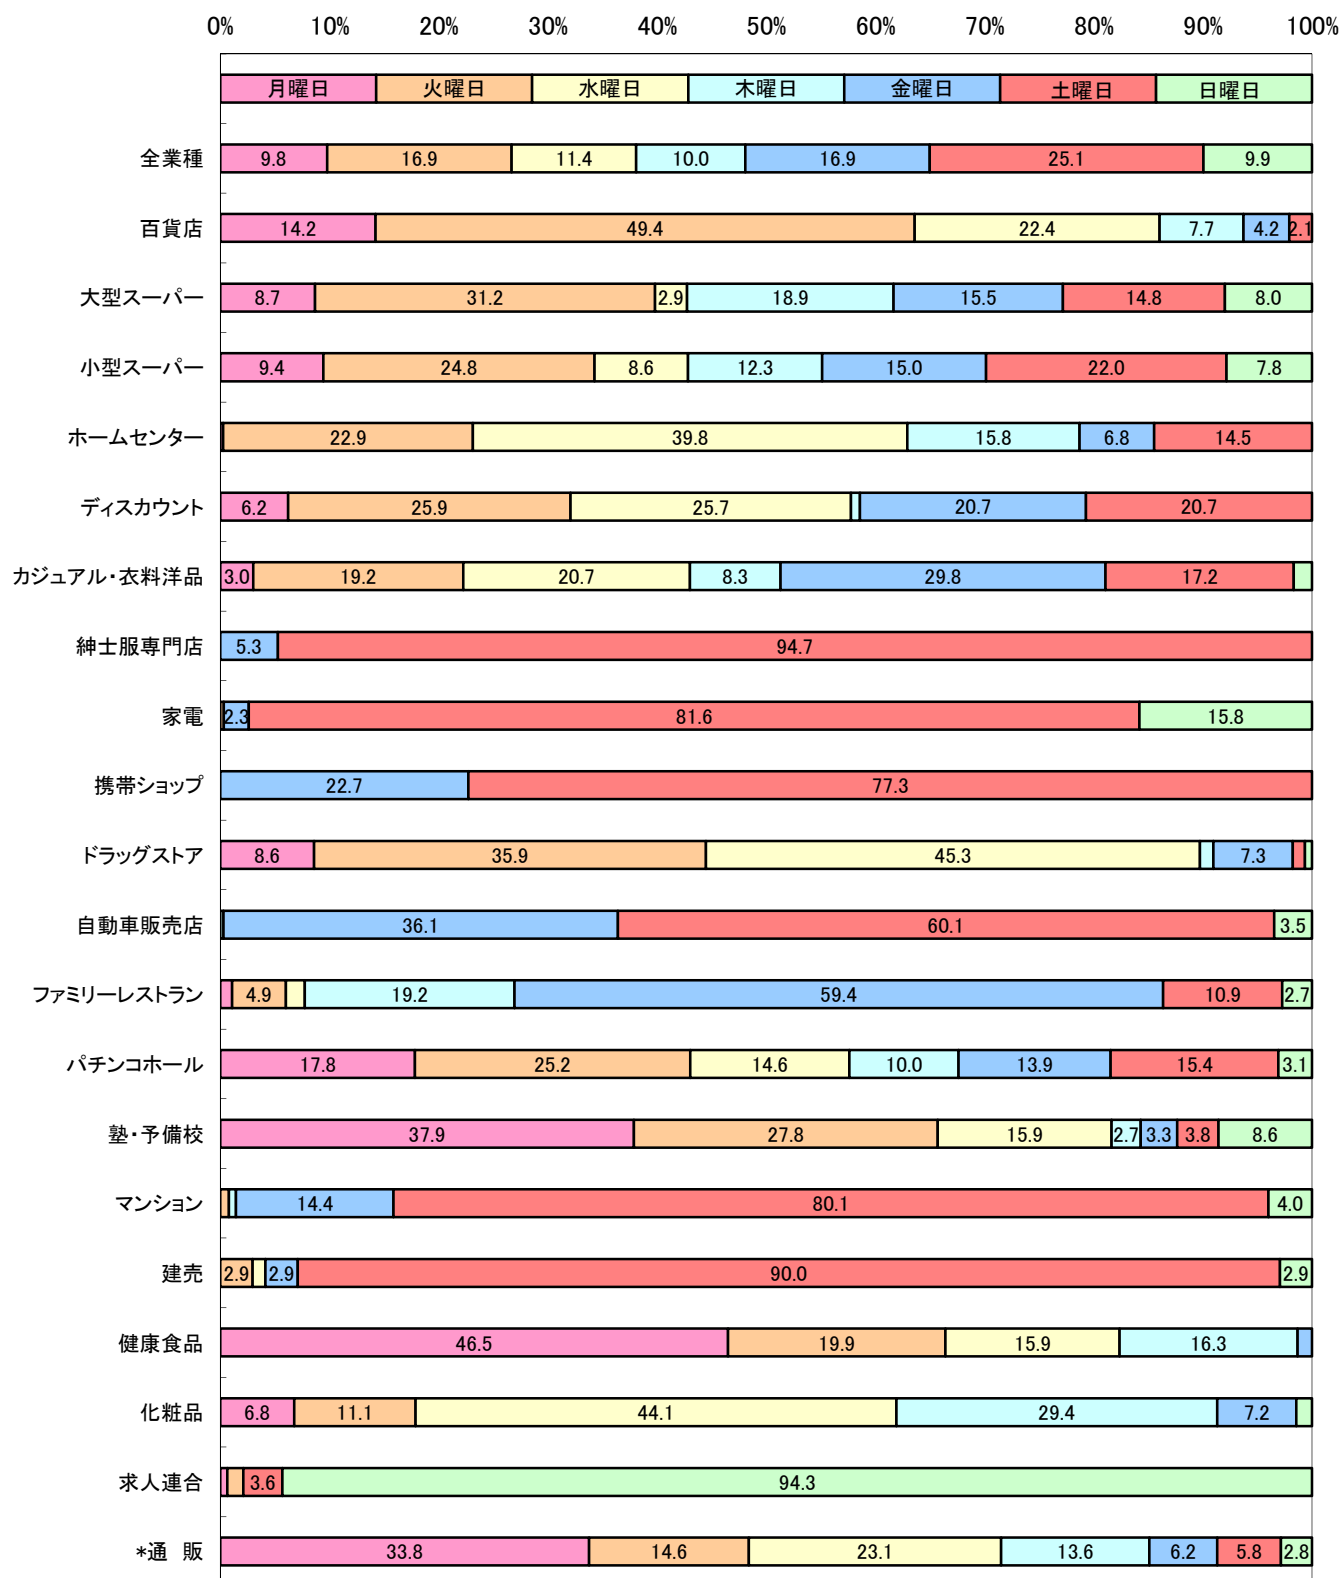 0% 10% 20% 30% 40% 50% 60% 70% 80% 90% 100%
月曜日 火曜日 水曜日 木曜日 金曜日 土曜日 日曜日
全業種 9.8 16.9 11.4 10.0 16.9 25.1 9.9
百貨店 14.2 49.4 22.4 7.7 4.2 2.1
大型スーパー 8.7 31.2 2.9 18.9 15.5 14.8 8.0
小型スーパー 9.4 24.8 8.6 12.3 15.0 22.0 7.8
ホームセンター 22.9 39.8 15.8 6.8 14.5
ディスカウント 6.2 25.9 25.7 20.7 20.7
カジュアル・衣料洋品 3.0 19.2 20.7 8.3 29.8 17.2
紳士服専門店 5.3 94.7
家電 2.3 81.6 15.8
携帯ショップ 22.7 77.3
ドラッグストア 8.6 35.9 45.3 7.3
自動車販売店 36.1 60.1 3.5
ファミリーレストラン 4.9 19.2 59.4 10.9 2.7
パチンコホール 17.8 25.2 14.6 10.0 13.9 15.4 3.1
塾・予備校 37.9 27.8 15.9 2.7 3.3 3.8 8.6
マンション 14.4 80.1 4.0
建売 2.9 2.9 90.0 2.9
健康食品 46.5 19.9 15.9 16.3
化粧品 6.8 11.1 44.1 29.4 7.2
求人連合 3.6 94.3
*通 販 33.8 14.6 23.1 13.6 6.2 5.8 2.8